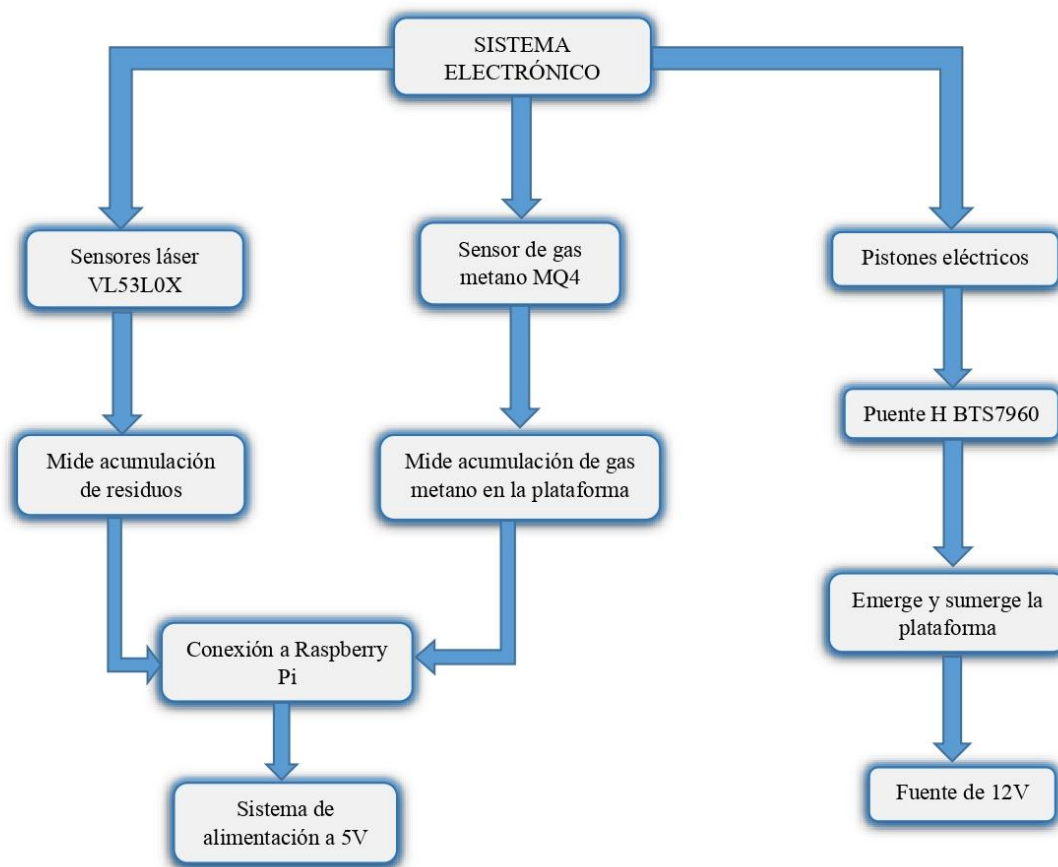 SISTEMA
ELECTRÓNICO
Sensores láser
VL53L0X
Sensor de gas
metano MQ4
Pistones eléctricos
Puente H BTS7960
Mide acumulación
de residuos
Mide acumulación de gas
metano en la plataforma
Emerge y sumerge la
plataforma
Conexión a Raspberry
Pi
Sistema de
alimentación a 5V
Fuente de 12V